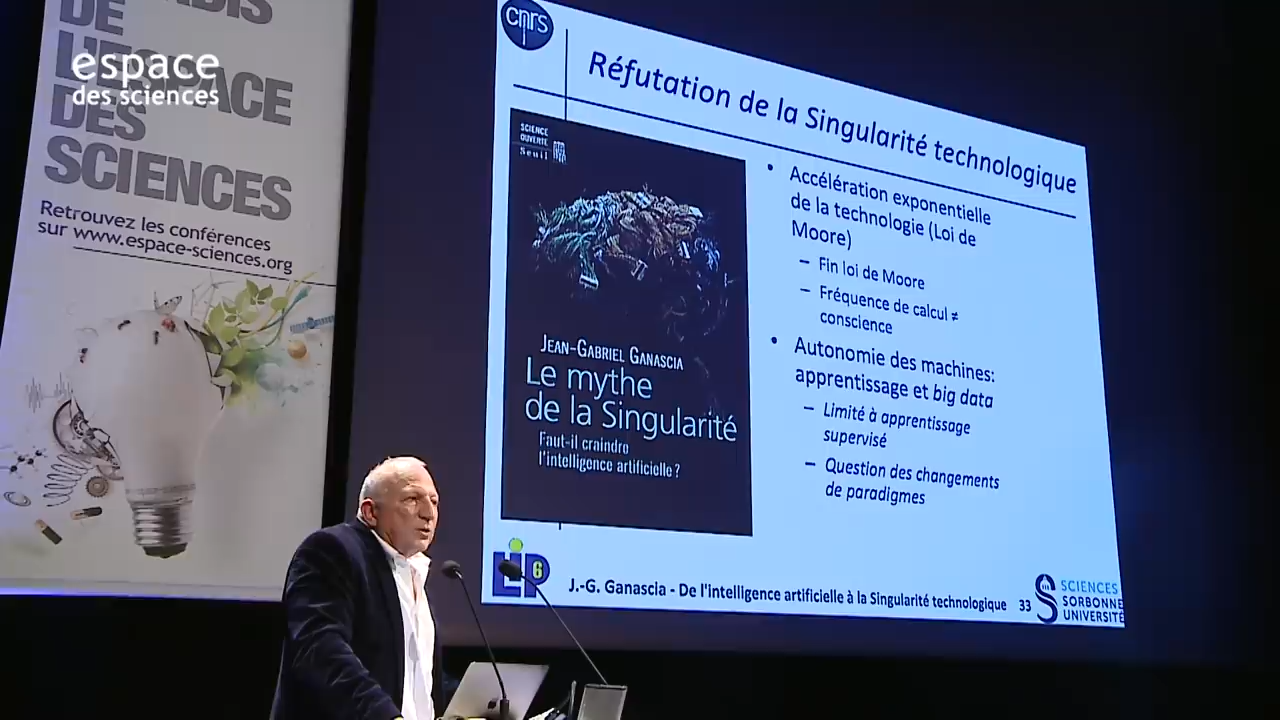 DE
L'ESPACE
DES
SCIENCES
espace
des sciences
Retrouvez les conférences
sur www.espace-sciences.org
cnrs
Réfutation de la Singularité technologique
SCIENCE
OUVERTE
Seuil
JEAN-GABRIEL GANASCIA
Le mythe
de la Singularité
Faut-il craindre
l'intelligence artificielle ?
• Accélération exponentielle
de la technologie (Loi de
Moore)
– Fin loi de Moore
– Fréquence de calcul ≠
conscience
• Autonomie des machines:
apprentissage et big data
– Limité à apprentissage
supervisé
– Question des changements
de paradigmes
LIP6
J.-G. Ganascia - De l'intelligence artificielle à la Singularité technologique 33
SCIENCES
SORBONNE
UNIVERSITÉ